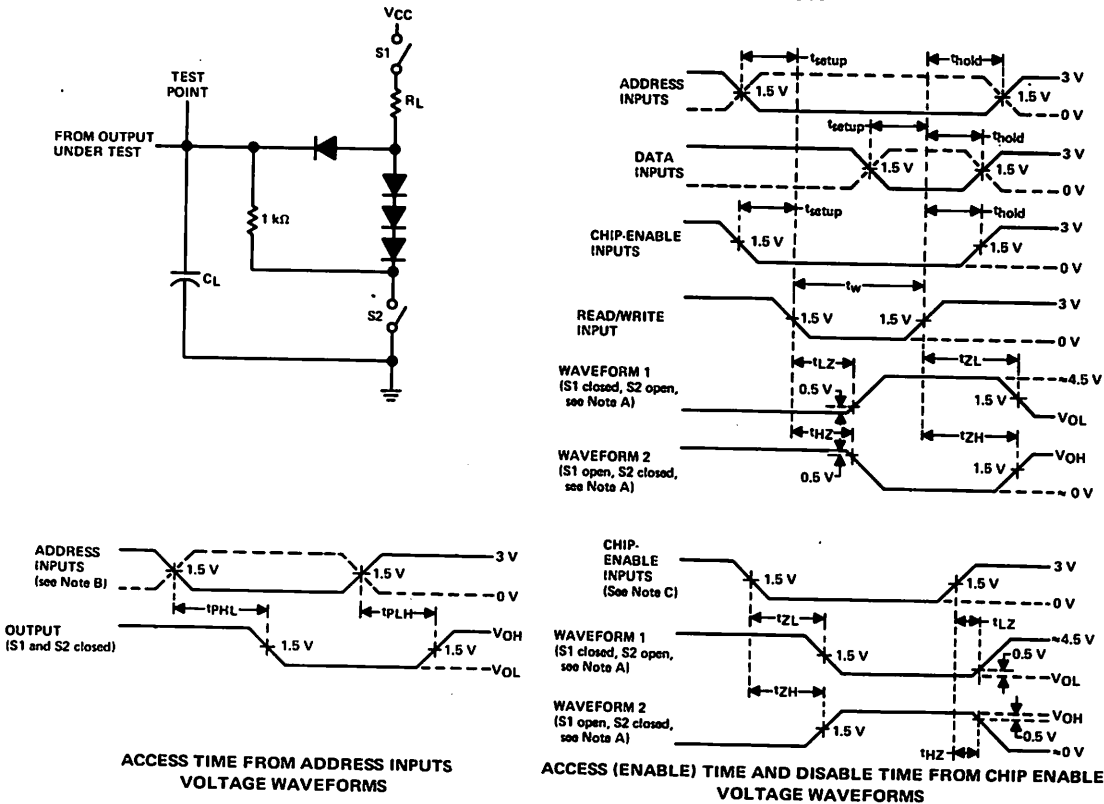 VCC
S1
RL
TEST
POINT
FROM OUTPUT
UNDER TEST
1 kΩ
CL
S2
tsetup
thold
ADDRESS
INPUTS
1.5 V
1.5 V
3 V
0 V
tsetup
thold
DATA
INPUTS
1.5 V
1.5 V
3 V
0 V
tsetup
thold
CHIP-ENABLE
INPUTS
1.5 V
1.5 V
3 V
0 V
tw
READ/WRITE
INPUT
1.5 V
1.5 V
3 V
0 V
tLZ
tZL
WAVEFORM 1
(S1 closed, S2 open,
see Note A)
0.5 V
1.5 V
≈4.5 V
VOL
tHZ
tZH
WAVEFORM 2
(S1 open, S2 closed,
see Note A)
0.5 V
1.5 V
VOH
≈ 0 V
ADDRESS
INPUTS
(see Note B)
1.5 V
1.5 V
3 V
0 V
tPHL
tPLH
OUTPUT
(S1 and S2 closed)
1.5 V
1.5 V
VOH
VOL
ACCESS TIME FROM ADDRESS INPUTS
VOLTAGE WAVEFORMS
CHIP-
ENABLE
INPUTS
(See Note C)
1.5 V
1.5 V
3 V
0 V
tZL
tLZ
WAVEFORM 1
(S1 closed, S2 open,
see Note A)
1.5 V
≈4.5 V
0.5 V
VOL
tZH
WAVEFORM 2
(S1 open, S2 closed,
see Note A)
1.5 V
VOH
0.5 V
tHZ
≈0 V
ACCESS (ENABLE) TIME AND DISABLE TIME FROM CHIP ENABLE
VOLTAGE WAVEFORMS